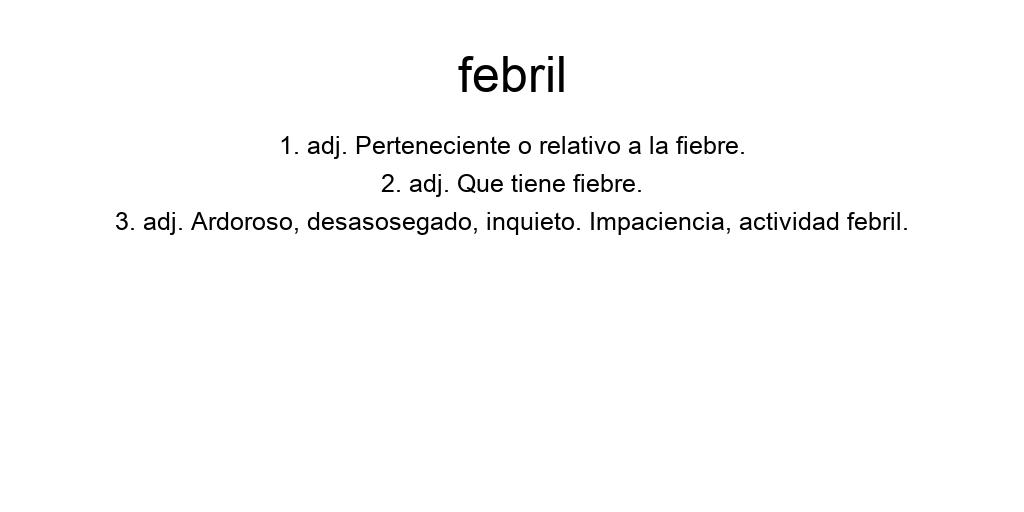 febril
1. adj. Perteneciente o relativo a la fiebre.
2. adj. Que tiene fiebre.
3. adj. Ardoroso, desasosegado, inquieto. Impaciencia, actividad febril.